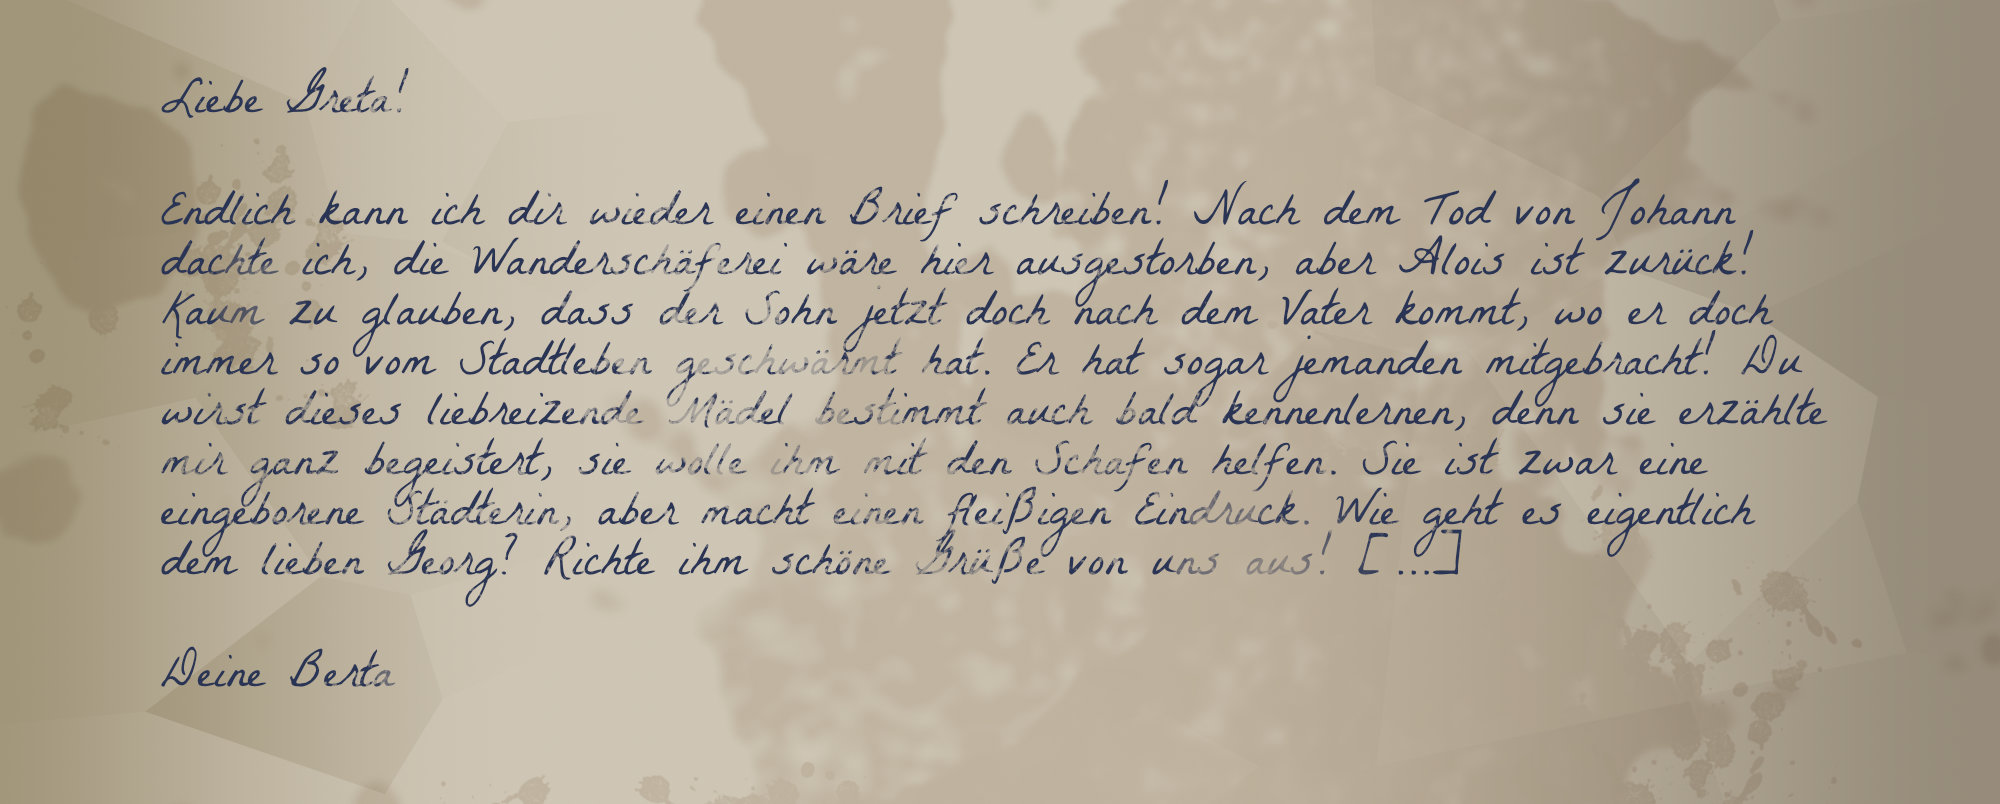 Liebe Greta!
Endlich kann ich dir wieder einen Brief schreiben! Nach dem Tod von Johann
dachte ich, die Wanderschäferei wäre hier ausgestorben, aber Alois ist zurück!
Kaum zu glauben, dass der Sohn jetzt doch nach dem Vater kommt, wo er doch
immer so vom Stadtleben geschwärmt hat. Er hat sogar jemanden mitgebracht! Du
wirst dieses liebreizende Mädel bestimmt auch bald kennenlernen, denn sie erzählte
mir ganz begeistert, sie wolle ihm mit den Schafen helfen. Sie ist zwar eine
eingeborene Städterin, aber macht einen fleißigen Eindruck. Wie geht es eigentlich
dem lieben Georg? Richte ihm schöne Grüße von uns aus! [...]
Deine Berta